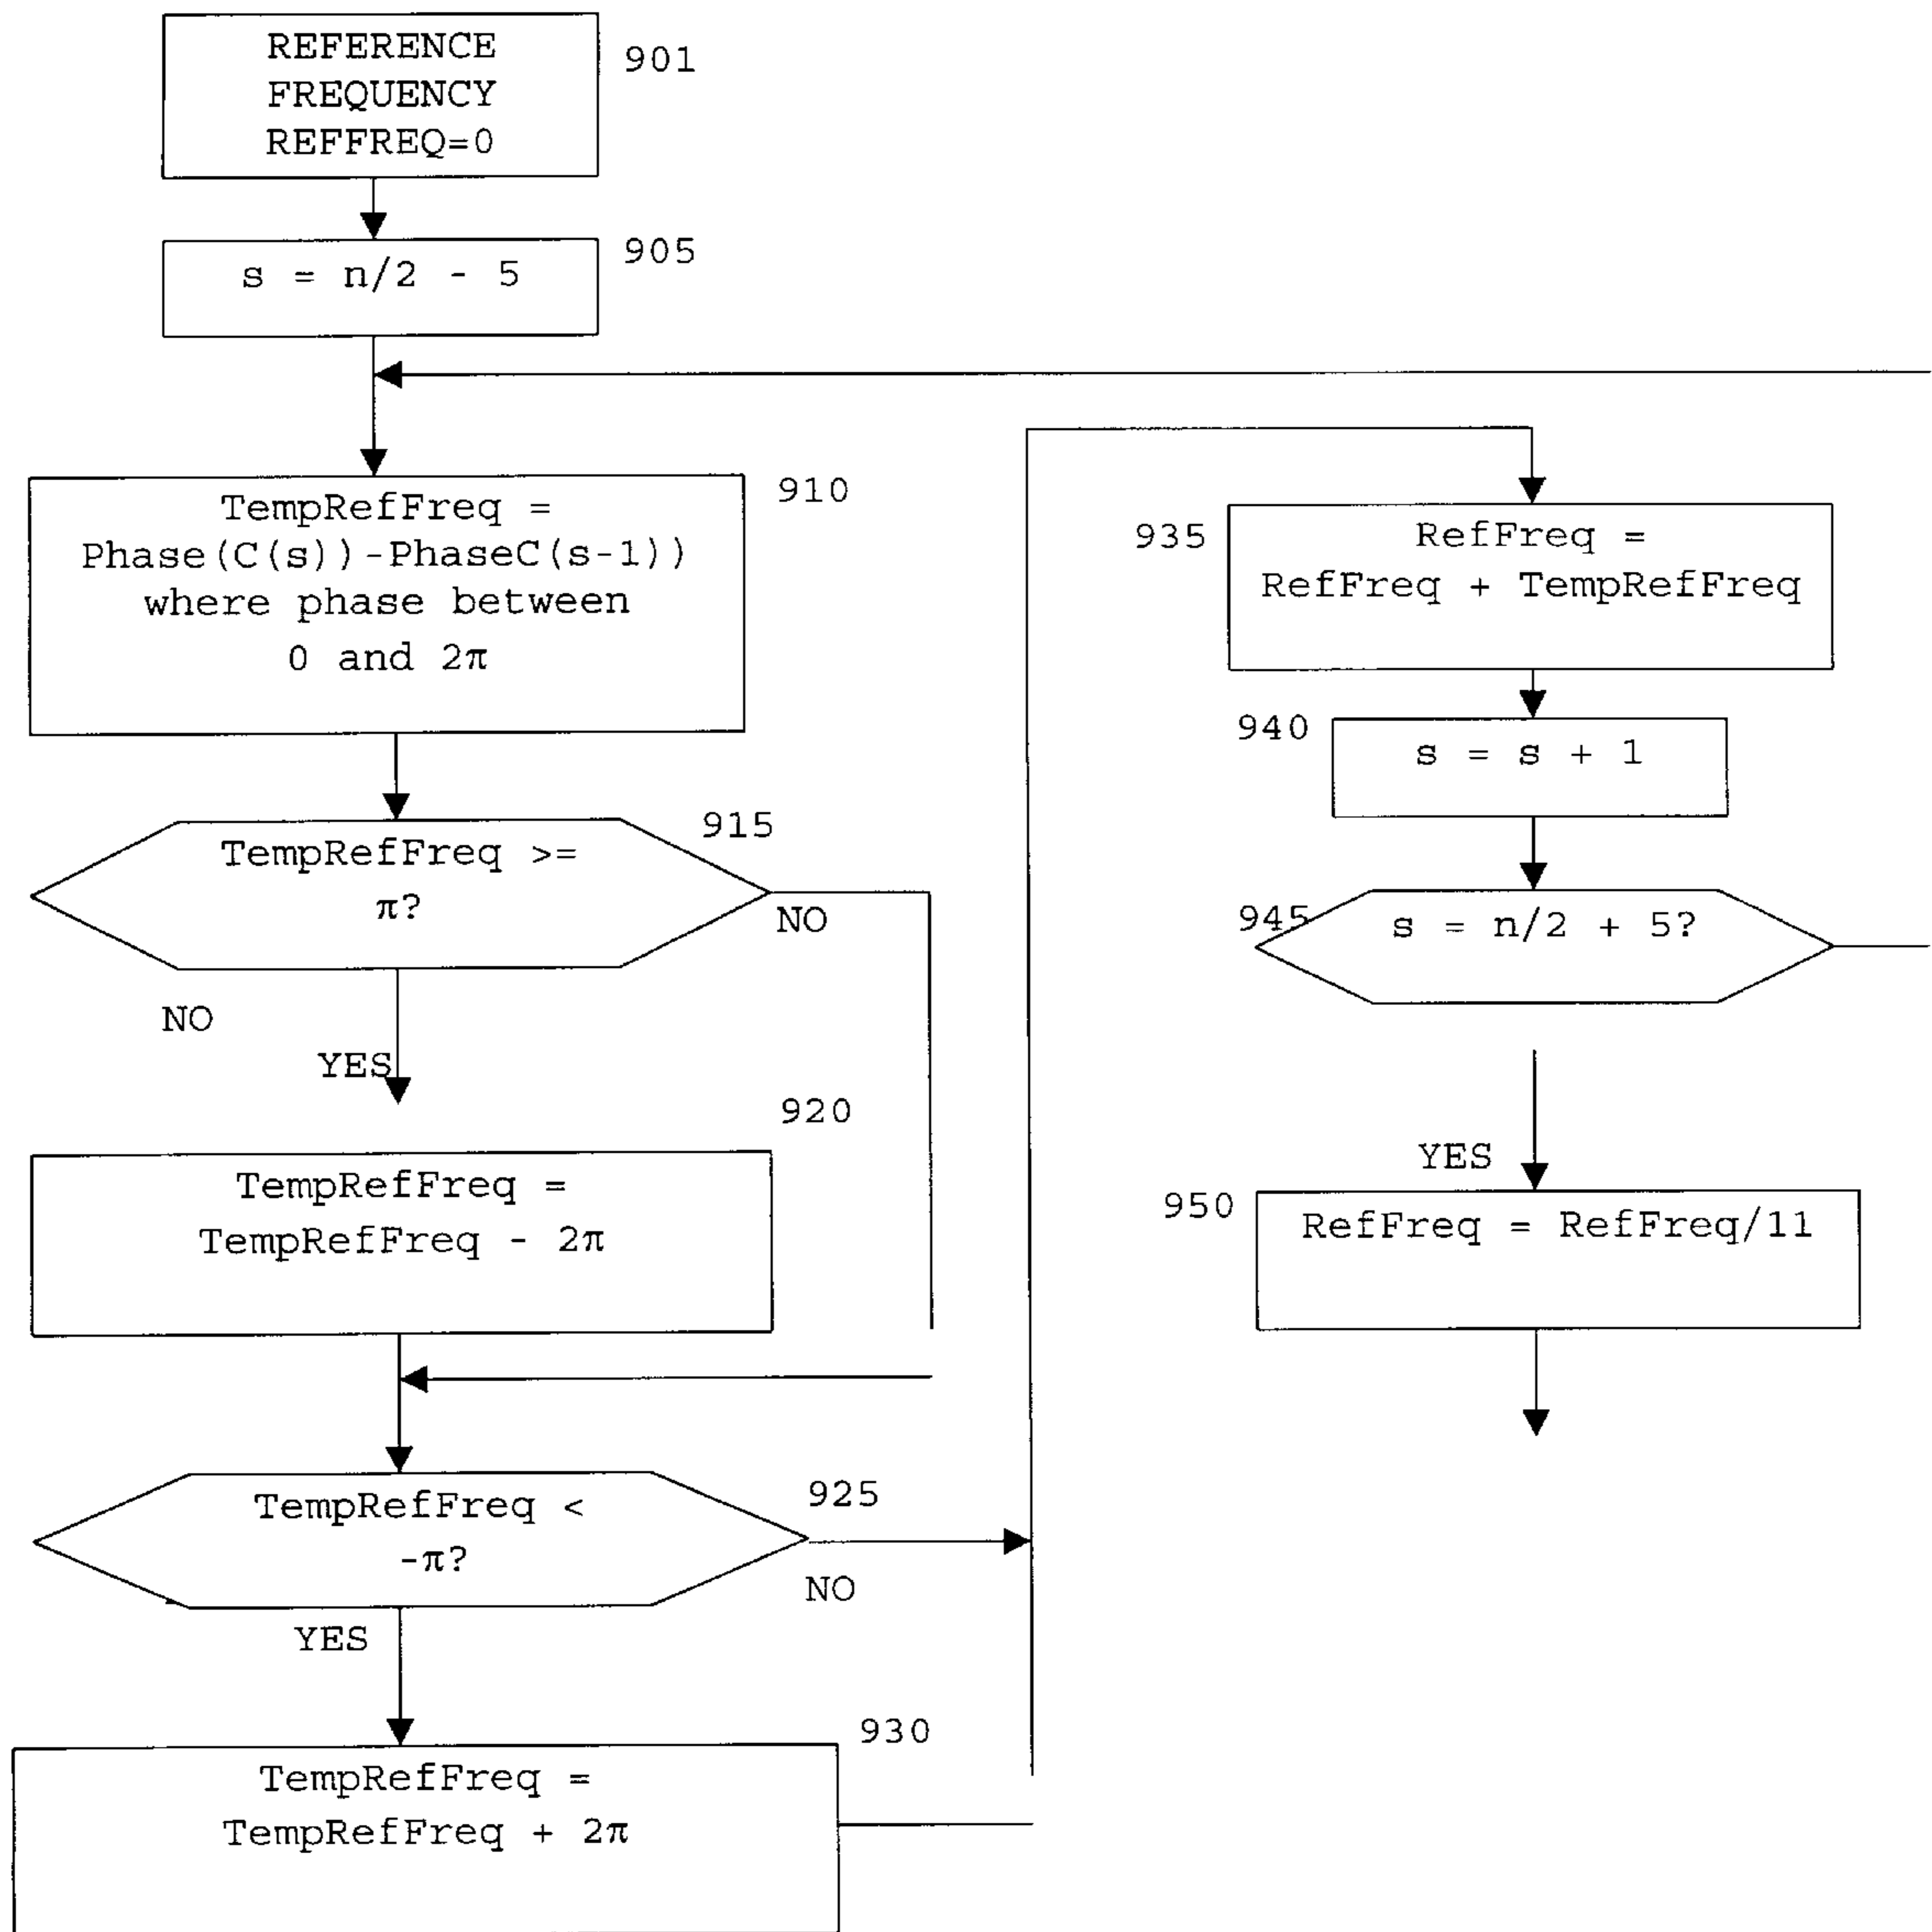 REFERENCE
FREQUENCY
REFFREQ=0
901
s = n/2 - 5
905
TempRefFreq =
Phase(C(s))-PhaseC(s-1))
where phase between
0 and 2π
910
TempRefFreq >=
π?
915
NO
NO
YES
920
TempRefFreq =
TempRefFreq - 2π
TempRefFreq <
-π?
925
NO
YES
930
TempRefFreq =
TempRefFreq + 2π
935
RefFreq =
RefFreq + TempRefFreq
940
s = s + 1
945
s = n/2 + 5?
YES
950
RefFreq = RefFreq/11